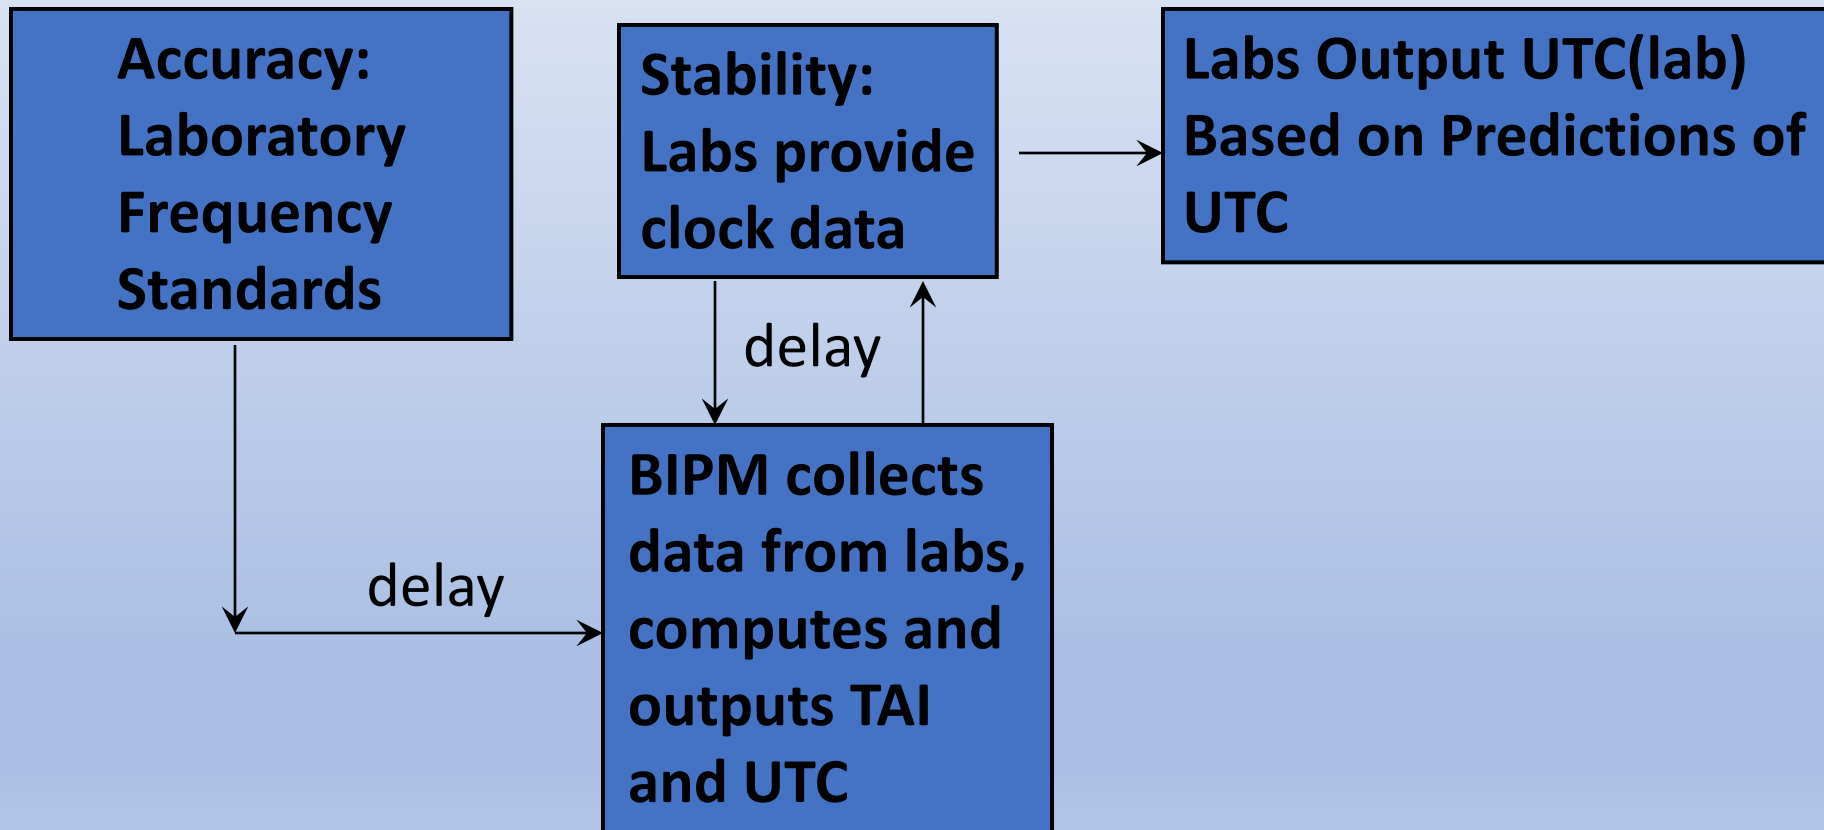 Accuracy:
Laboratory
Frequency
Standards
Stability:
Labs provide
clock data
Labs Output UTC(lab)
Based on Predictions of
UTC
delay
delay
BIPM collects
data from labs,
computes and
outputs TAI
and UTC